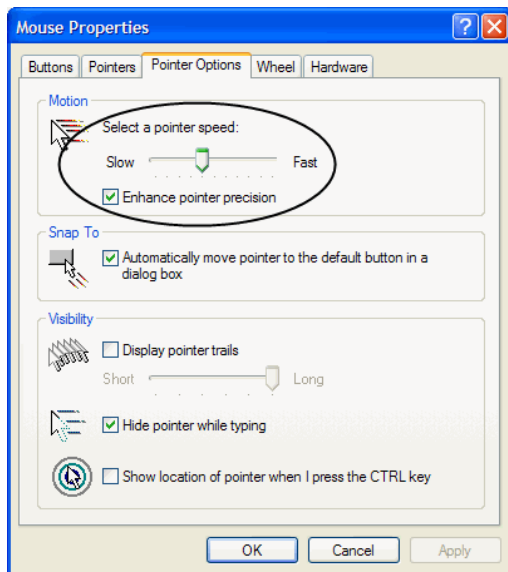 Mouse Properties
Buttons Pointers Pointer Options Wheel Hardware
Motion
Select a pointer speed:
Slow Fast
Enhance pointer precision
Snap To
Automatically move pointer to the default button in a
dialog box
Visibility
Display pointer trails
Short Long
Hide pointer while typing
Show location of pointer when I press the CTRL key
OK Cancel Apply